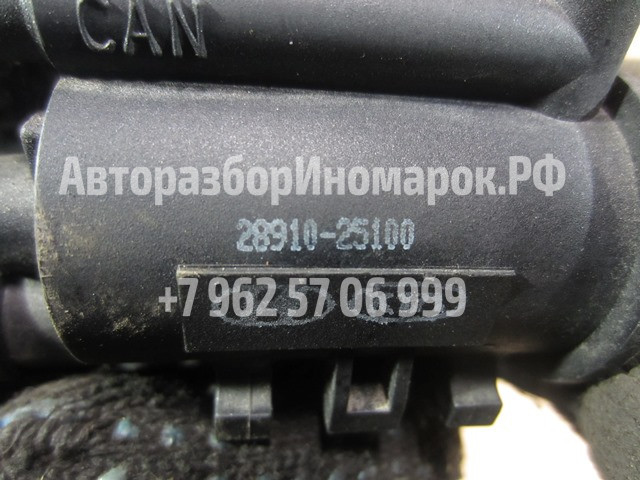 CAN
АвторазборИномарок.РФ
28910-25100
+7 962 57 06 999